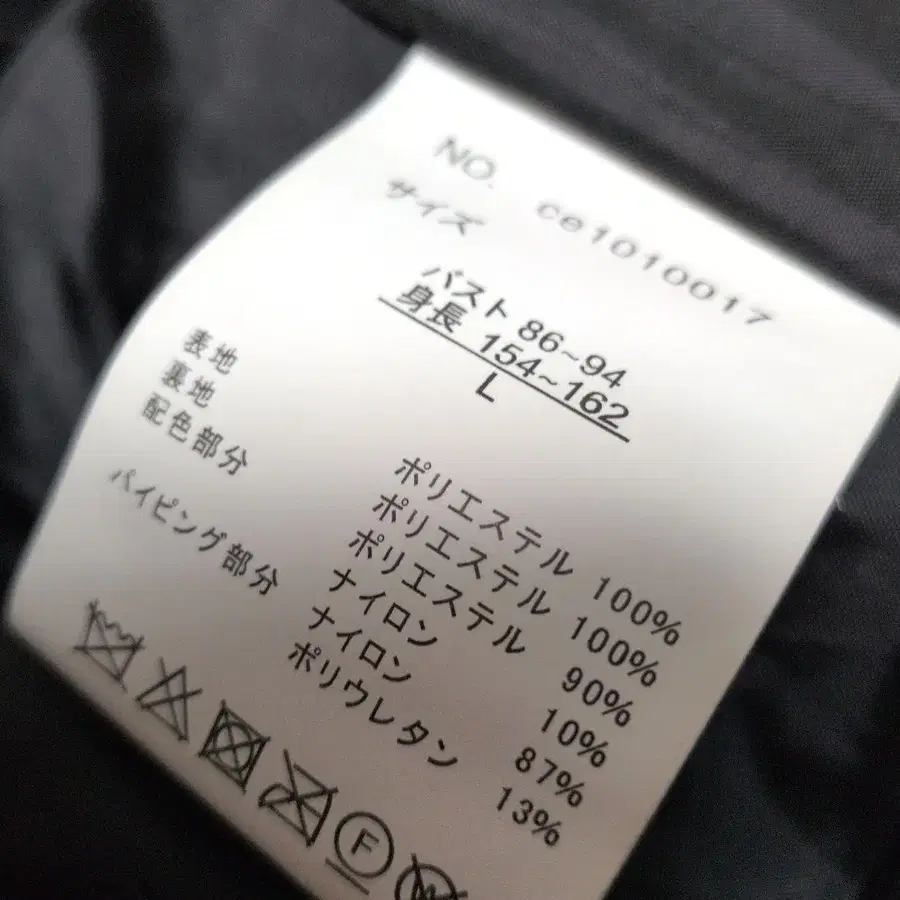 NO. ce1010017
サイズ
バスト 86~94
身長 154~162
L
表地 ポリエステル 100%
裏地 ポリエステル 100%
配色部分 ポリエステル 90%
ナイロン 10%
パイピング部分 ナイロン 87%
ポリウレタン 13%
F
W